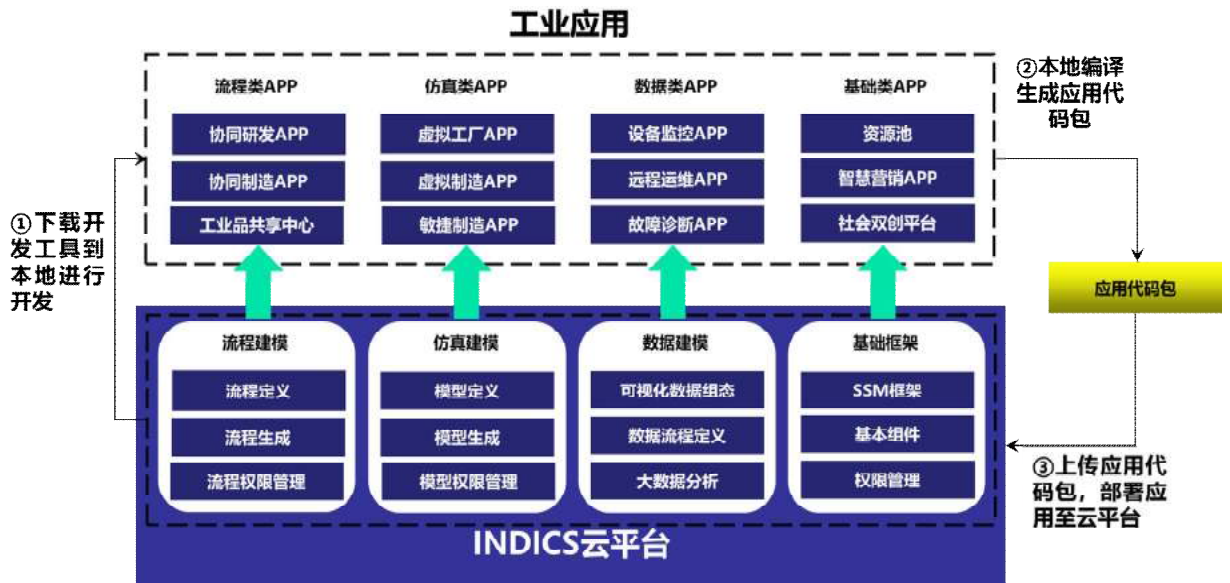 工业应用
流程类APP
协同研发APP
协同制造APP
工业品共享中心
仿真类APP
虚拟工厂APP
虚拟制造APP
敏捷制造APP
数据类APP
设备监控APP
远程运维APP
故障诊断APP
基础类APP
资源池
智慧营销APP
社会双创平台
①下载开
发工具到
本地进行
开发
②本地编译
生成应用代
码包
应用代码包
流程建模
流程定义
流程生成
流程权限管理
仿真建模
模型定义
模型生成
模型权限管理
数据建模
可视化数据组态
数据流程定义
大数据分析
基础框架
SSM框架
基本组件
权限管理
③上传应用代
码包，部署应
用至云平台
INDICS云平台